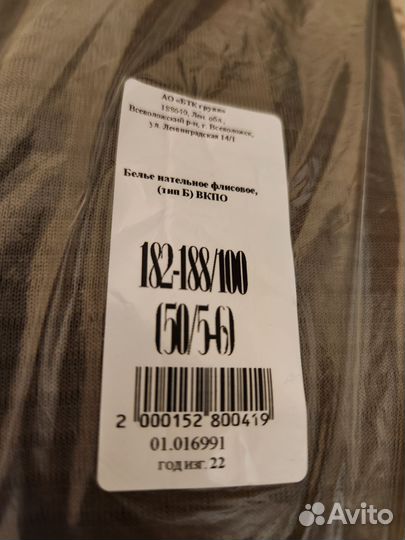 АО «БТК групп»
188640, Лен. обл.,
Всеволожский р-н, г. Всеволожск,
ул. Ленинградская 14/1
Белье нательное флисовое,
(тип Б) ВКПО
182-188/100
(50/5-6)
2 000152 800419
01.016991
год изг. 22
Avito